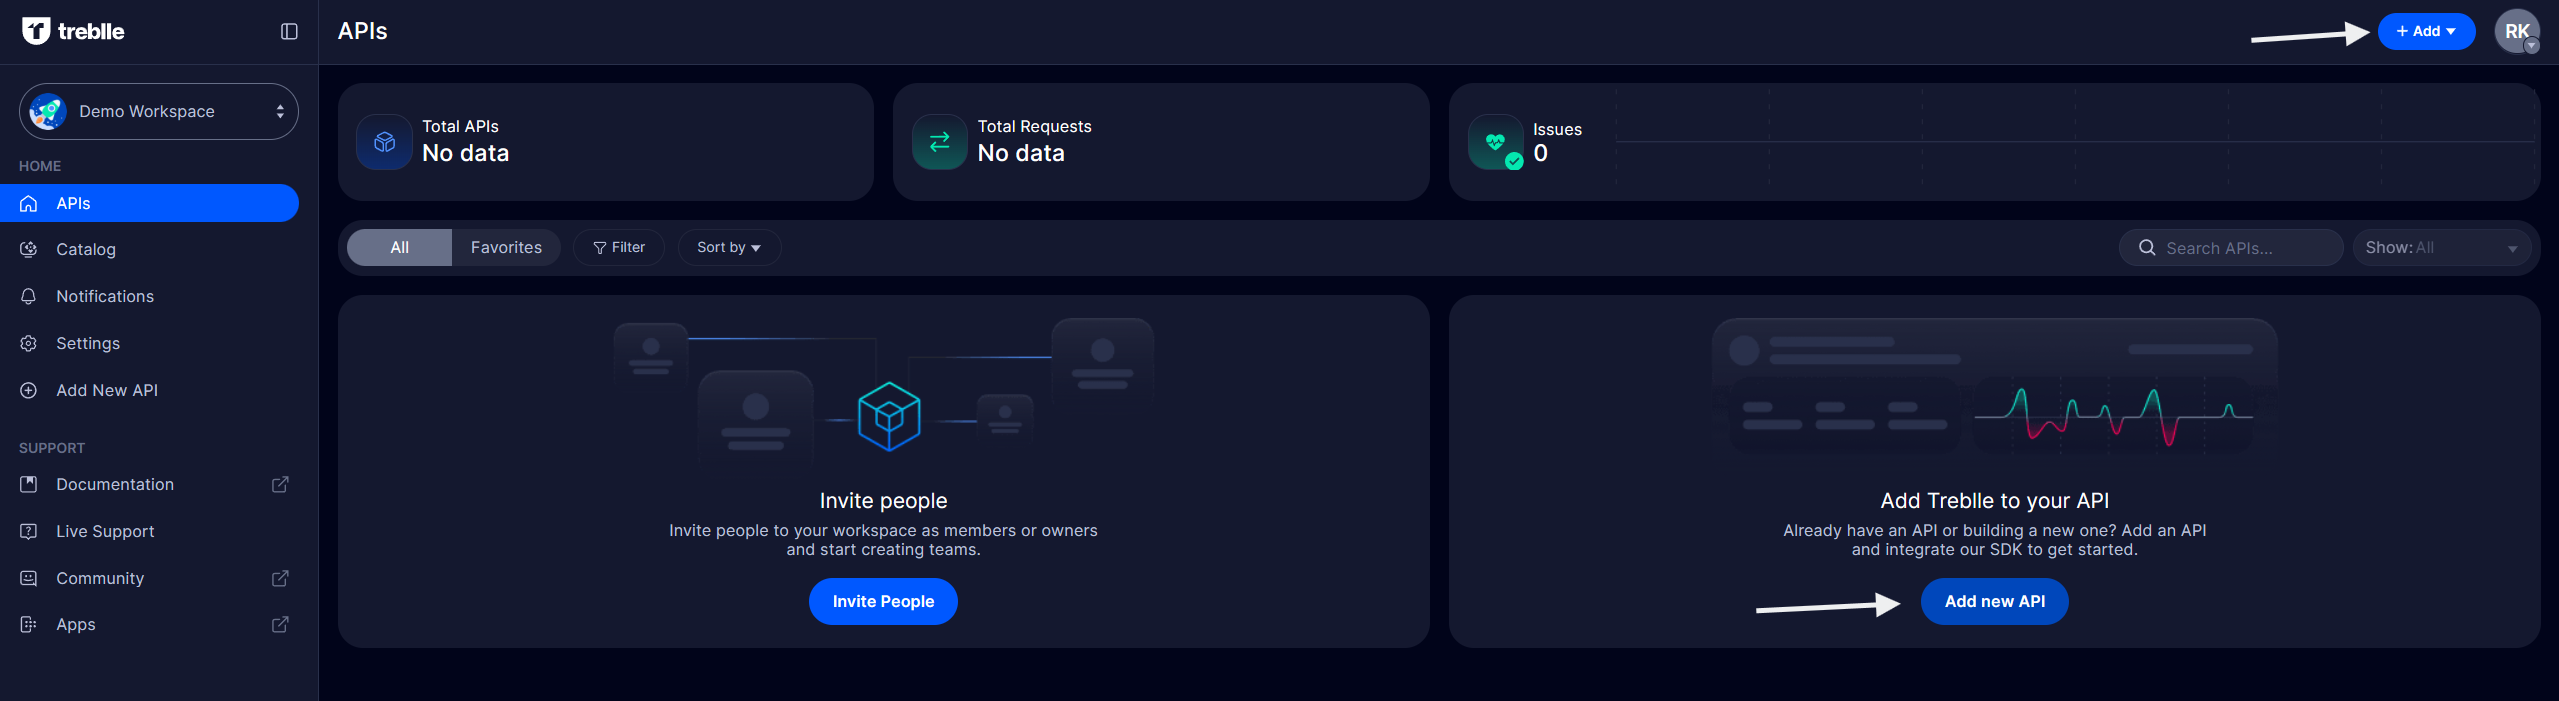 treblle
APIs
+ Add
RK
Demo Workspace
HOME
APIs
Catalog
Notifications
Settings
Add New API
SUPPORT
Documentation
Live Support
Community
Apps
Total APIs
No data
Total Requests
No data
Issues
0
All
Favorites
Filter
Sort by
Search APIs...
Show: All
Invite people
Invite people to your workspace as members or owners
and start creating teams.
Invite People
Add Treblle to your API
Already have an API or building a new one? Add an API
and integrate our SDK to get started.
Add new API